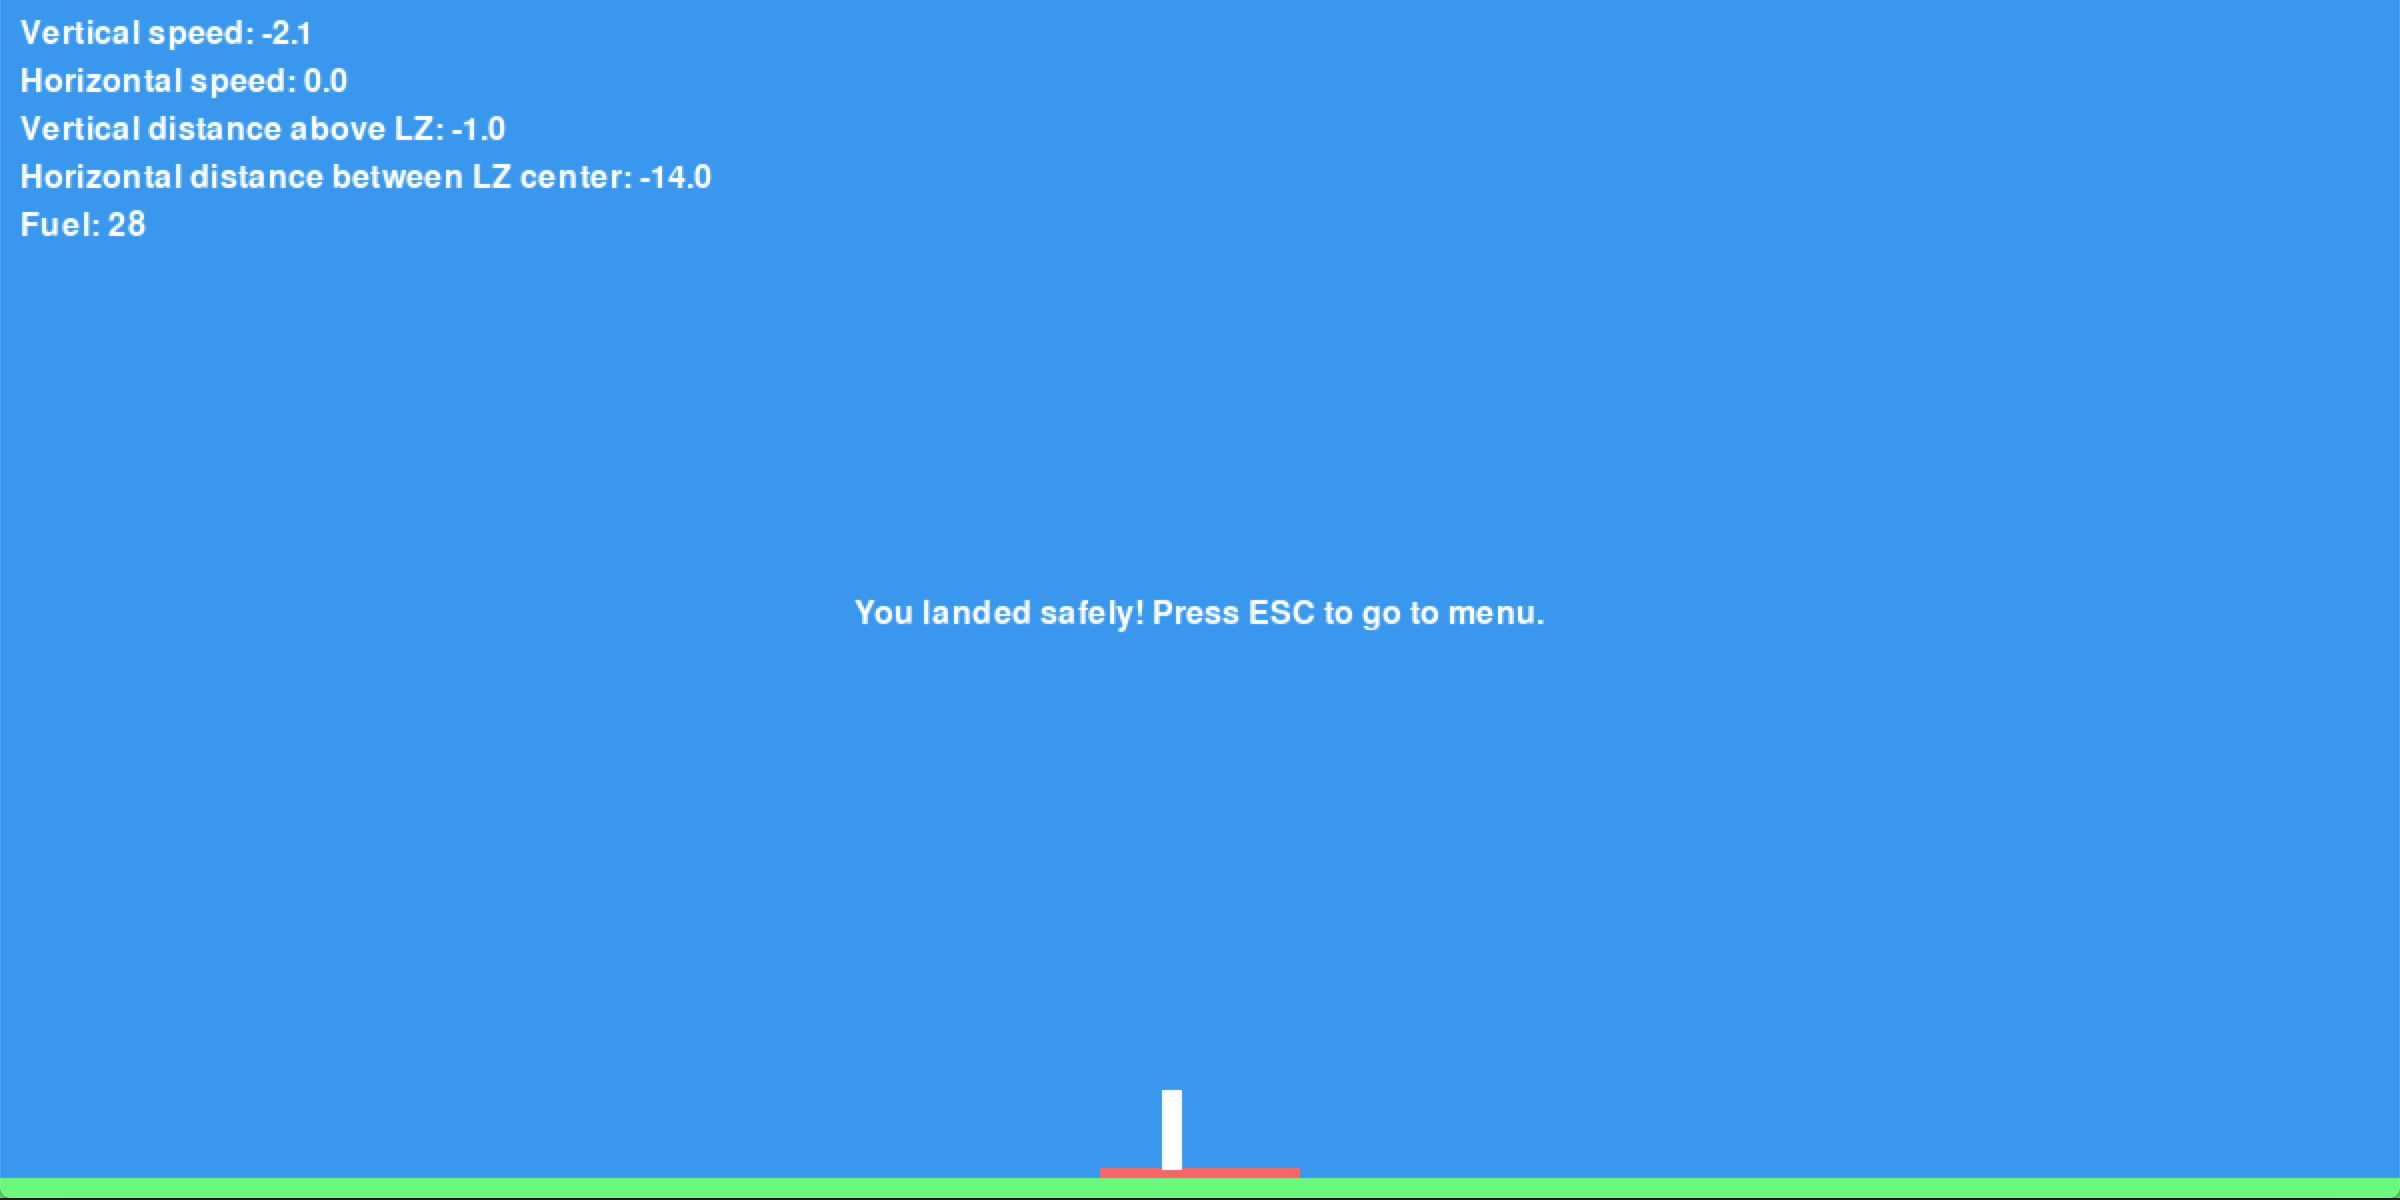 Vertical speed: -2.1
Horizontal speed: 0.0
Vertical distance above LZ: -1.0
Horizontal distance between LZ center: -14.0
Fuel: 28
You landed safely! Press ESC to go to menu.